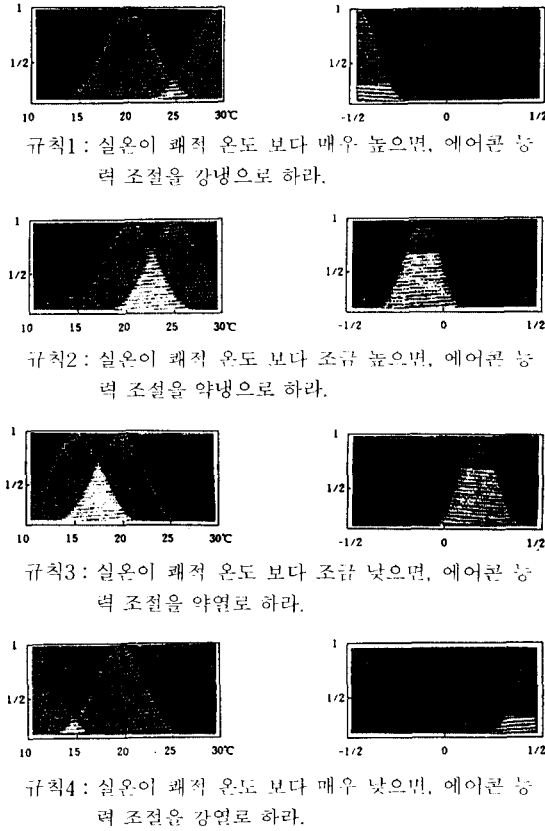 1
1/2
10 15 20 25 30℃
1
1/2
-1/2 0 1/2
규칙1 : 실온이 쾌적 온도 보다 매우 높으면, 에어콘 능
력 조절을 강냉으로 하라.
1
1/2
10 15 20 25 30℃
1
1/2
-1/2 0 1/2
규칙2 : 실온이 쾌적 온도 보다 조금 높으면, 에어콘 능
력 조절을 약냉으로 하라.
1
1/2
10 15 20 25 30℃
1
1/2
-1/2 0 1/2
규칙3 : 실온이 쾌적 온도 보다 조금 낮으면, 에어콘 능
력 조절을 약열로 하라.
1
1/2
10 15 20 25 30℃
1
1/2
-1/2 0 1/2
규칙4 : 실온이 쾌적 온도 보다 매우 낮으면, 에어콘 능
력 조절을 강열로 하라.